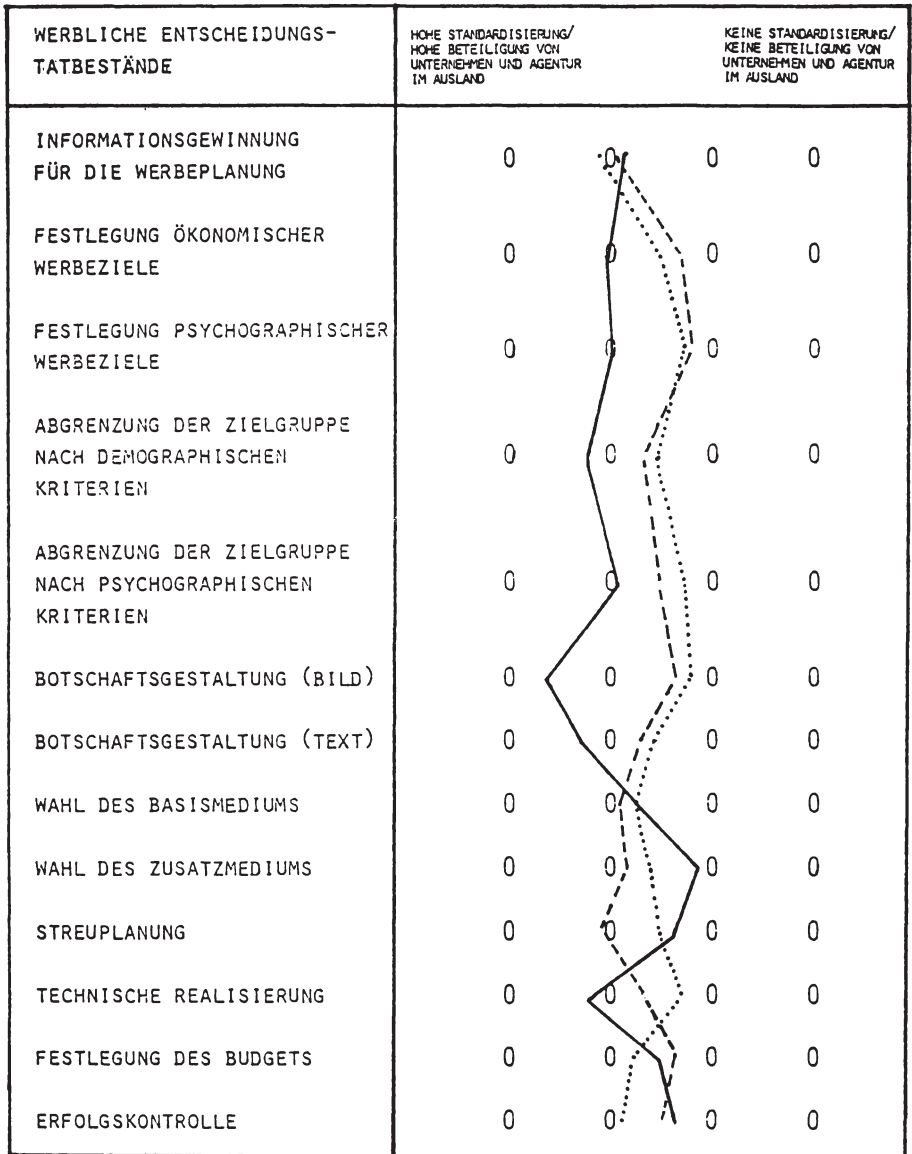 WERBLICHE ENTSCHEIDUNGS-
TATBESTÄNDE
HOHE STANDARDISIERUNG/
HOHE BETEILIGUNG VON
UNTERNEHMEN UND AGENTUR
IM AUSLAND
KEINE STANDARDISIERUNG/
KEINE BETEILIGUNG VON
UNTERNEHMEN UND AGENTUR
IM AUSLAND
INFORMATIONSGEWINNUNG
FÜR DIE WERBEPLANUNG
0 0 0 0
FESTLEGUNG ÖKONOMISCHER
WERBEZIELE
0 0 0 0
FESTLEGUNG PSYCHOGRAPHISCHER
WERBEZIELE
0 0 0 0
ABGRENZUNG DER ZIELGRUPPE
NACH DEMOGRAPHISCHEN
KRITERIEN
0 0 0 0
ABGRENZUNG DER ZIELGRUPPE
NACH PSYCHOGRAPHISCHEN
KRITERIEN
0 0 0 0
BOTSCHAFTSGESTALTUNG (BILD) 0 0 0 0
BOTSCHAFTSGESTALTUNG (TEXT) 0 0 0 0
WAHL DES BASISMEDIUMS 0 0 0 0
WAHL DES ZUSATZMEDIUMS 0 0 0 0
STREUPLANUNG 0 0 0 0
TECHNISCHE REALISIERUNG 0 0 0 0
FESTLEGUNG DES BUDGETS 0 0 0 0
ERFOLGSKONTROLLE 0 0 0 0